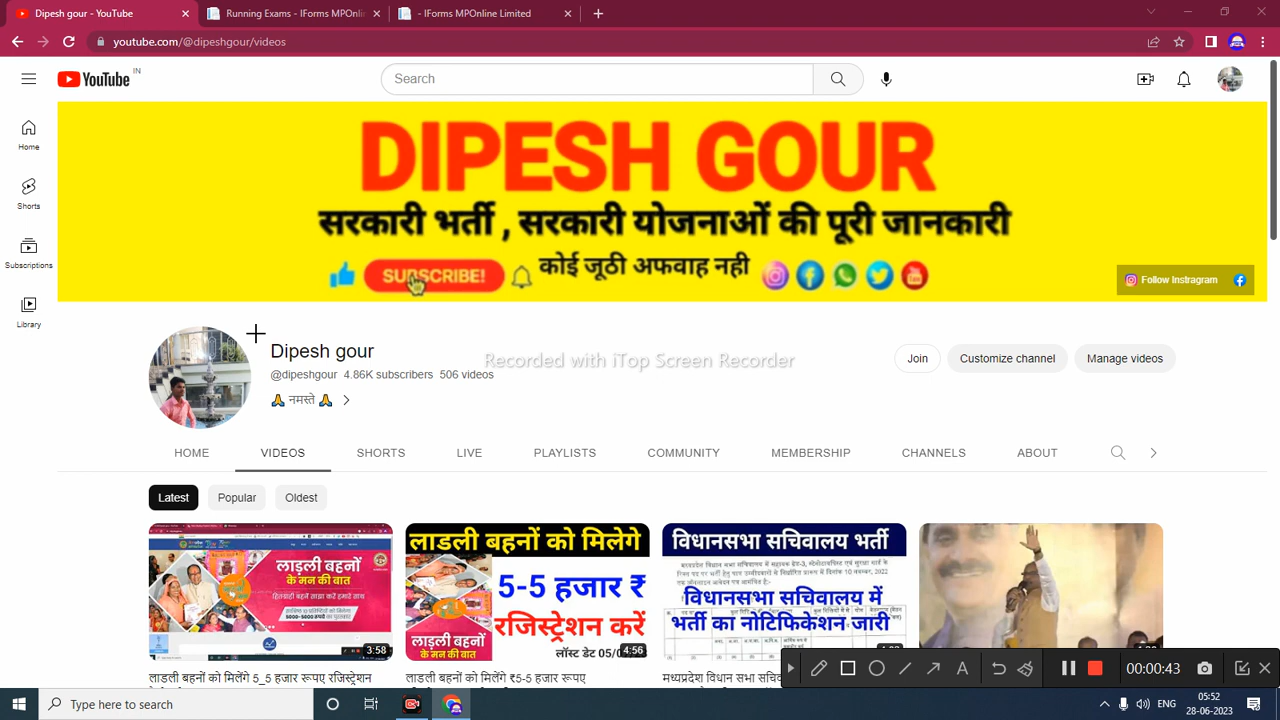 Dipesh gour - YouTube
Running Exams - IForms MPOnlin
- IForms MPOnline Limited
youtube.com/@dipeshgour/videos
YouTube IN
Search
Home
Shorts
Subscriptions
Library
DIPESH GOUR
सरकारी भर्ती , सरकारी योजनाओं की पूरी जानकारी
SUBSCRIBE!
कोई जूठी अफवाह नही
Follow Instragram
Dipesh gour
@dipeshgour 4.86K subscribers 506 videos
🙏 नमस्ते 🙏
Recorded with iTop Screen Recorder
Join
Customize channel
Manage videos
HOME
VIDEOS
SHORTS
LIVE
PLAYLISTS
COMMUNITY
MEMBERSHIP
CHANNELS
ABOUT
Latest
Popular
Oldest
लाड़ली बहनों
के मन की बात
3:58
लाडली बहनों को मिलेंगे
5-5 हजार ₹
रजिस्ट्रेशन करें
लाड़ली बहनों
के मन की बात
लॉस्ट डेट 05/0
4:56
विधानसभा सचिवालय भर्ती
विधानसभा सचिवालय में
भर्ती का नोटिफिकेशन जारी
लाडली बहनों को मिलेंगे 5_5 हजार रूपए रजिस्ट्रेशन
लाडली बहनों को मिलेंगे ₹5-5 हजार रूपए
मध्यप्रदेश विधान सभा सचि
00:00:43
Type here to search
ENG
05:52
28-06-2023